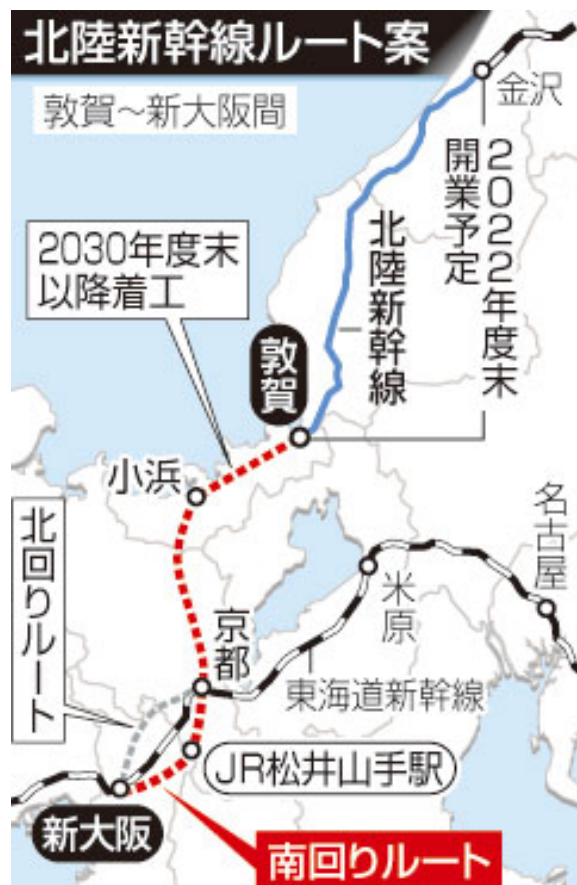 北陸新幹線ルート案
敦賀〜新大阪間
金沢
2022年度末
開業予定
北陸新幹線
2030年度末
以降着工
敦賀
小浜
名古屋
北回りルート
米原
京都
東海道新幹線
JR松井山手駅
新大阪
南回りルート